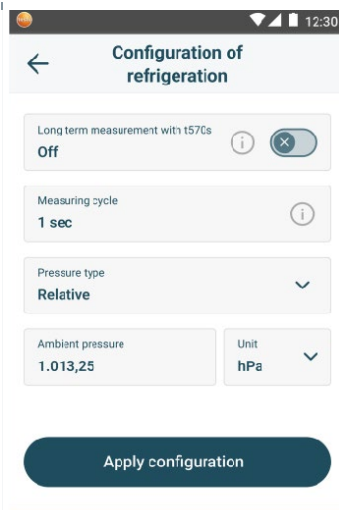 12:30
Configuration of
refrigeration
Long term measurement with t570s
Off
Measuring cycle
1 sec
Pressure type
Relative
Ambient pressure
1.013,25
Unit
hPa
Apply configuration